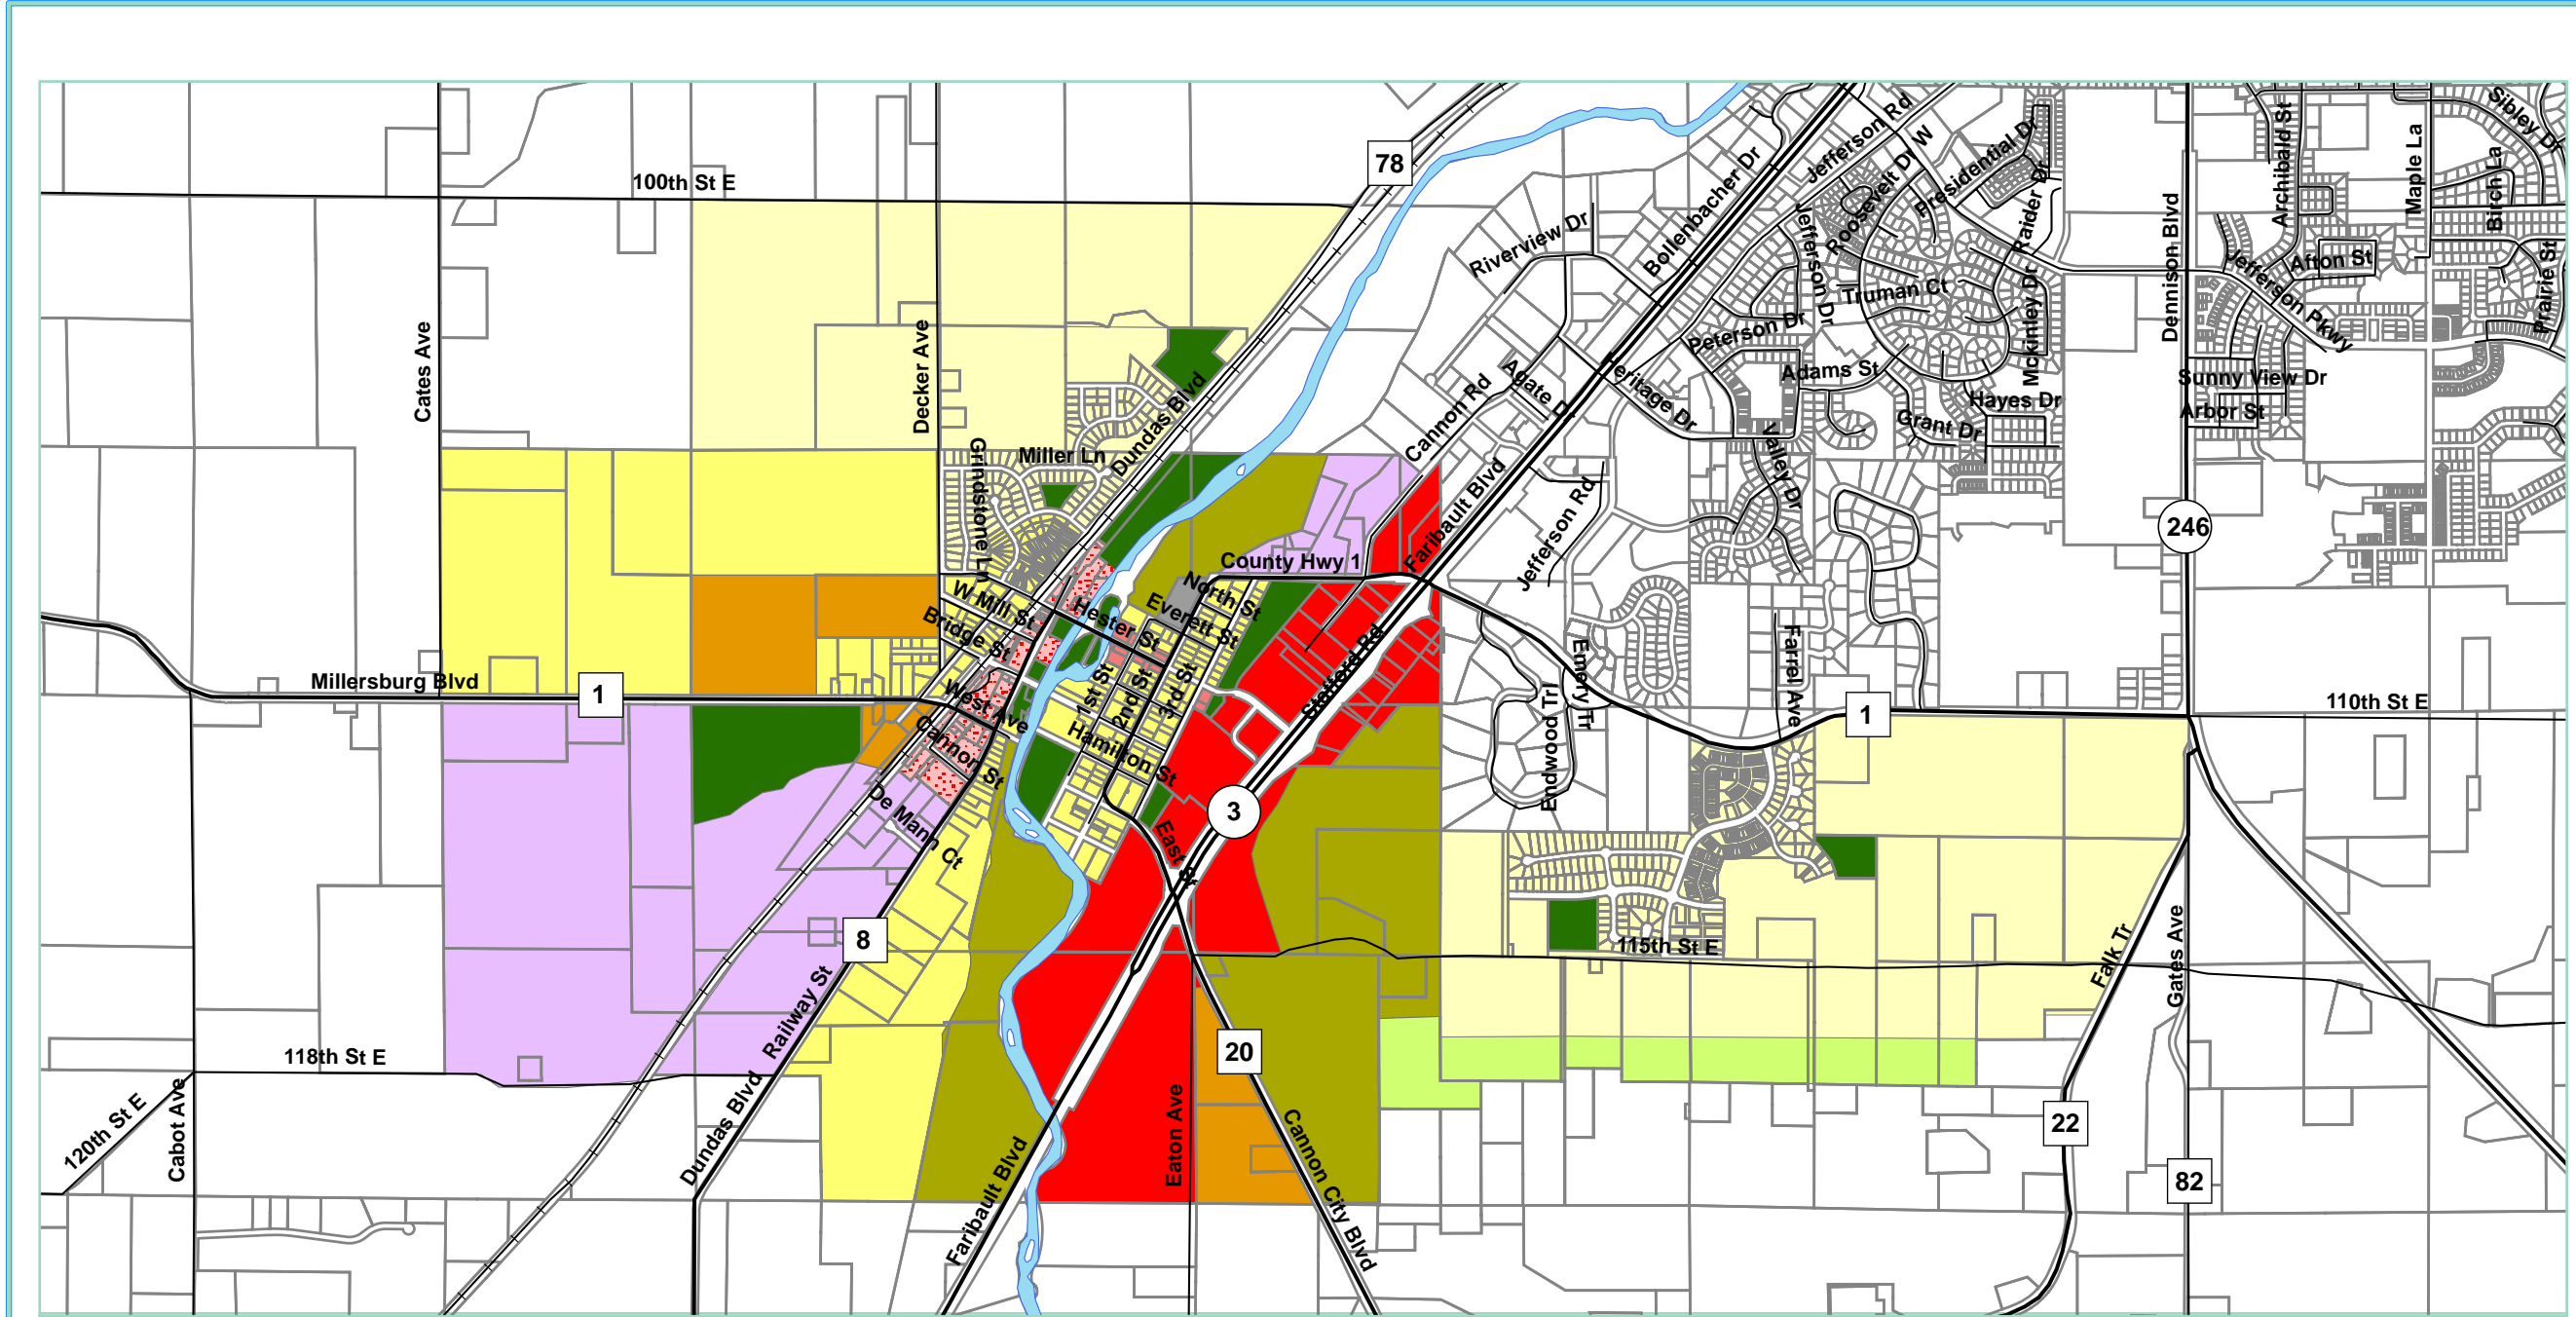 78
100th St E
Cates Ave
Decker Ave
Riverview Dr
Bollenbacher Dr
Jefferson Rd
Roosevelt Dr W
Presidential Dr
Raider Dr
Jefferson Dr
Truman Ct
Mckinley Dr
Peterson Dr
Adams St
Heritage Dr
Hayes Dr
Grant Dr
Valley Dr
Dennison Blvd
Archibald St
Maple La
Birch La
Sibley Dr
Afton St
Jefferson Pkwy
Prairie St
Sunny View Dr
Arbor St
246
Grindstone Ln
Miller Ln
Dundas Blvd
Cannon Rd
Agate Dr
Faribault Blvd
Jefferson Rd
County Hwy 1
North St
Everett St
Hester St
W Mill St
Bridge St
1st St
2nd St
3rd St
Stafford Rd
West Ave
Cannon St
Hamilton St
De Mann Ct
East St
Emery Tr
Endwood Trl
Farrel Ave
Millersburg Blvd
1
1
110th St E
3
8
115th St E
Falk Tr
Gates Ave
Railway St
118th St E
120th St E
Cabot Ave
Dundas Blvd
Faribault Blvd
Eaton Ave
20
Cannon City Blvd
22
82